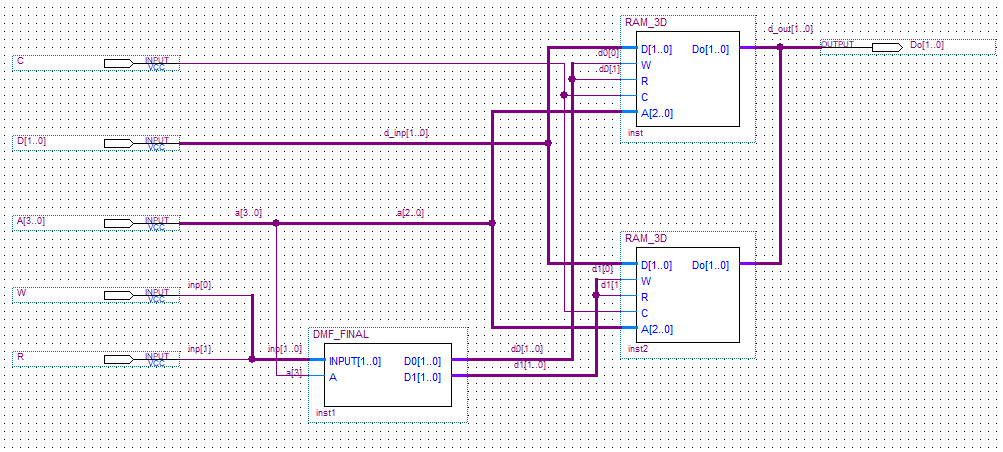 RAM_3D
d_out[1..0]
D[1..0] Do[1..0]
OUTPUT Do[1..0]
d0[0]
W
C INPUT
VCC
d0[1]
R
C
A[2..0]
inst
D[1..0] INPUT
VCC
d_inp[1..0]
A[3..0] INPUT
VCC
a[3..0]
a[2..0]
RAM_3D
D[1..0] Do[1..0]
d1[0]
W
d1[1
R
C
A[2..0]
inst2
W INPUT
VCC
inp[0]
R INPUT
VCC
inp[1]
DMF_FINAL
inp[1..0]
INPUT[1..0] D0[1..0]
a[3]
A D1[1..0]
inst1
d0[1..0]
d1[1..0]